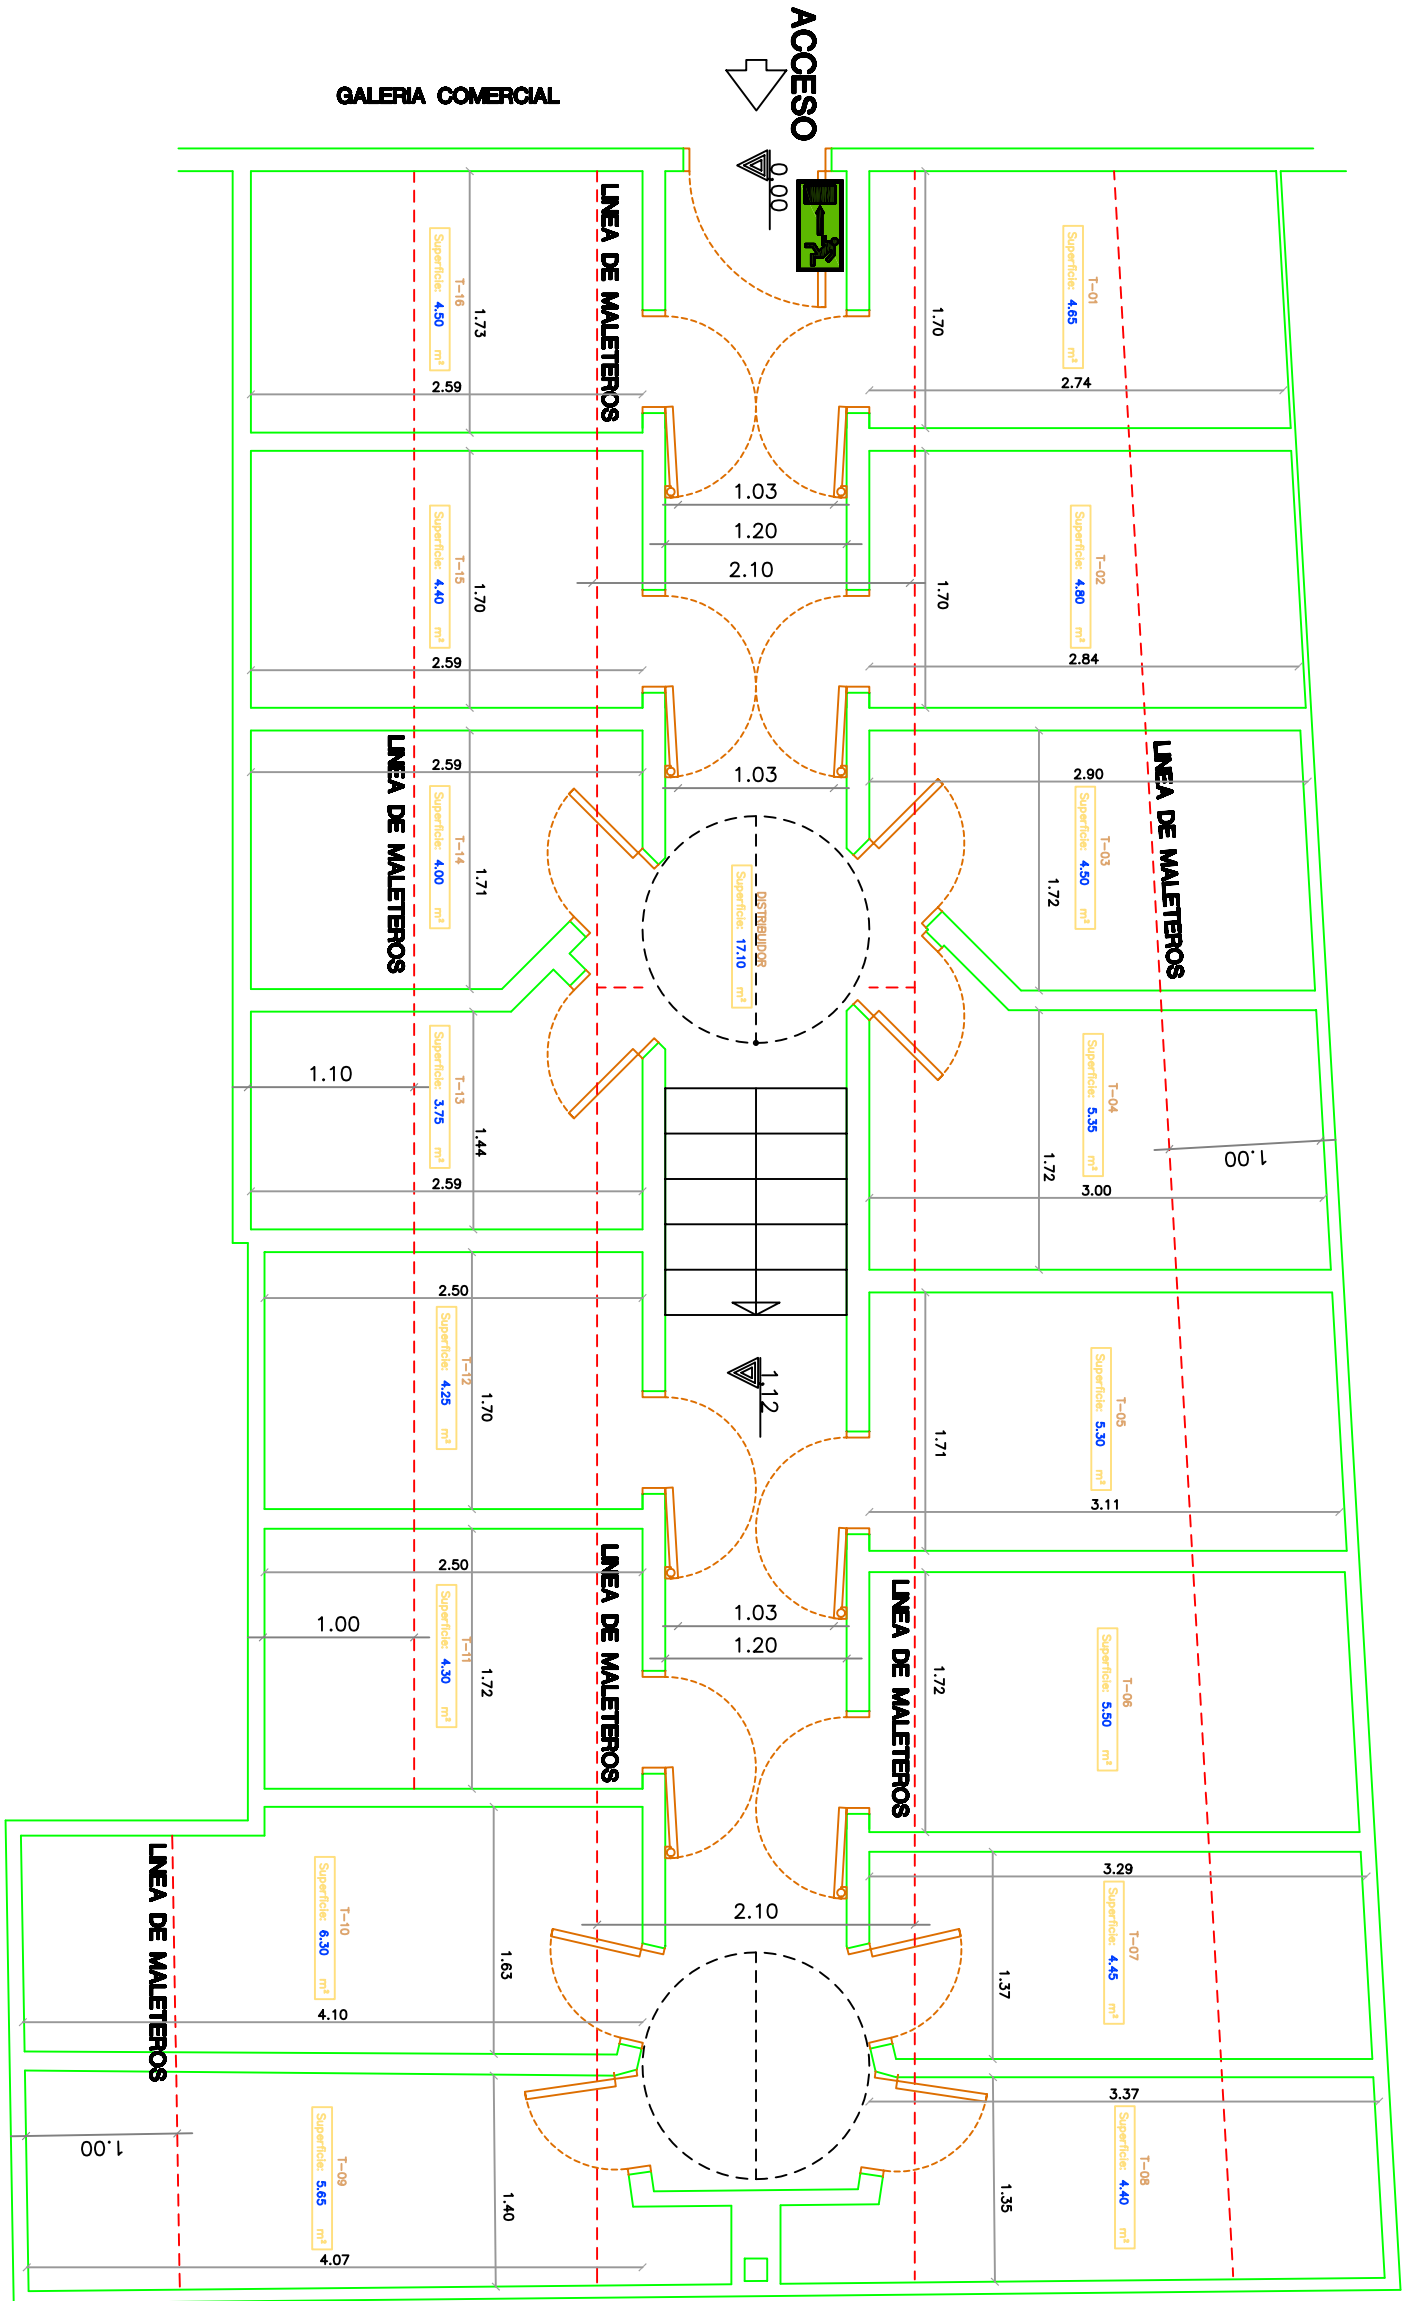 ACCESO
GALERIA COMERCIAL
0,00
LINEA DE MALETEROS
T-16
Superficie: 4.50 m²
1.73
2.59
T-01
Superficie: 4.65 m²
1.70
2.74
1.03
1.20
2.10
T-15
Superficie: 4.40 m²
1.70
2.59
T-02
Superficie: 4.80 m²
1.70
2.84
1.03
LINEA DE MALETEROS
T-14
Superficie: 4.00 m²
1.71
2.59
DISTRIBUIDOR
Superficie: 17.10 m²
T-03
Superficie: 4.50 m²
1.72
2.90
LINEA DE MALETEROS
T-13
Superficie: 3.75 m²
1.10
1.44
2.59
T-04
Superficie: 5.35 m²
1.72
3.00
1.00
2.50
T-12
Superficie: 4.25 m²
1.70
1,12
T-05
Superficie: 5.30 m²
1.71
3.11
2.50
T-11
Superficie: 4.30 m²
1.00
1.72
LINEA DE MALETEROS
1.03
1.20
LINEA DE MALETEROS
T-06
Superficie: 5.50 m²
1.72
LINEA DE MALETEROS
T-10
Superficie: 6.30 m²
1.63
4.10
2.10
3.29
T-07
Superficie: 4.45 m²
1.37
1.00
T-09
Superficie: 5.65 m²
1.40
4.07
3.37
T-08
Superficie: 4.40 m²
1.35